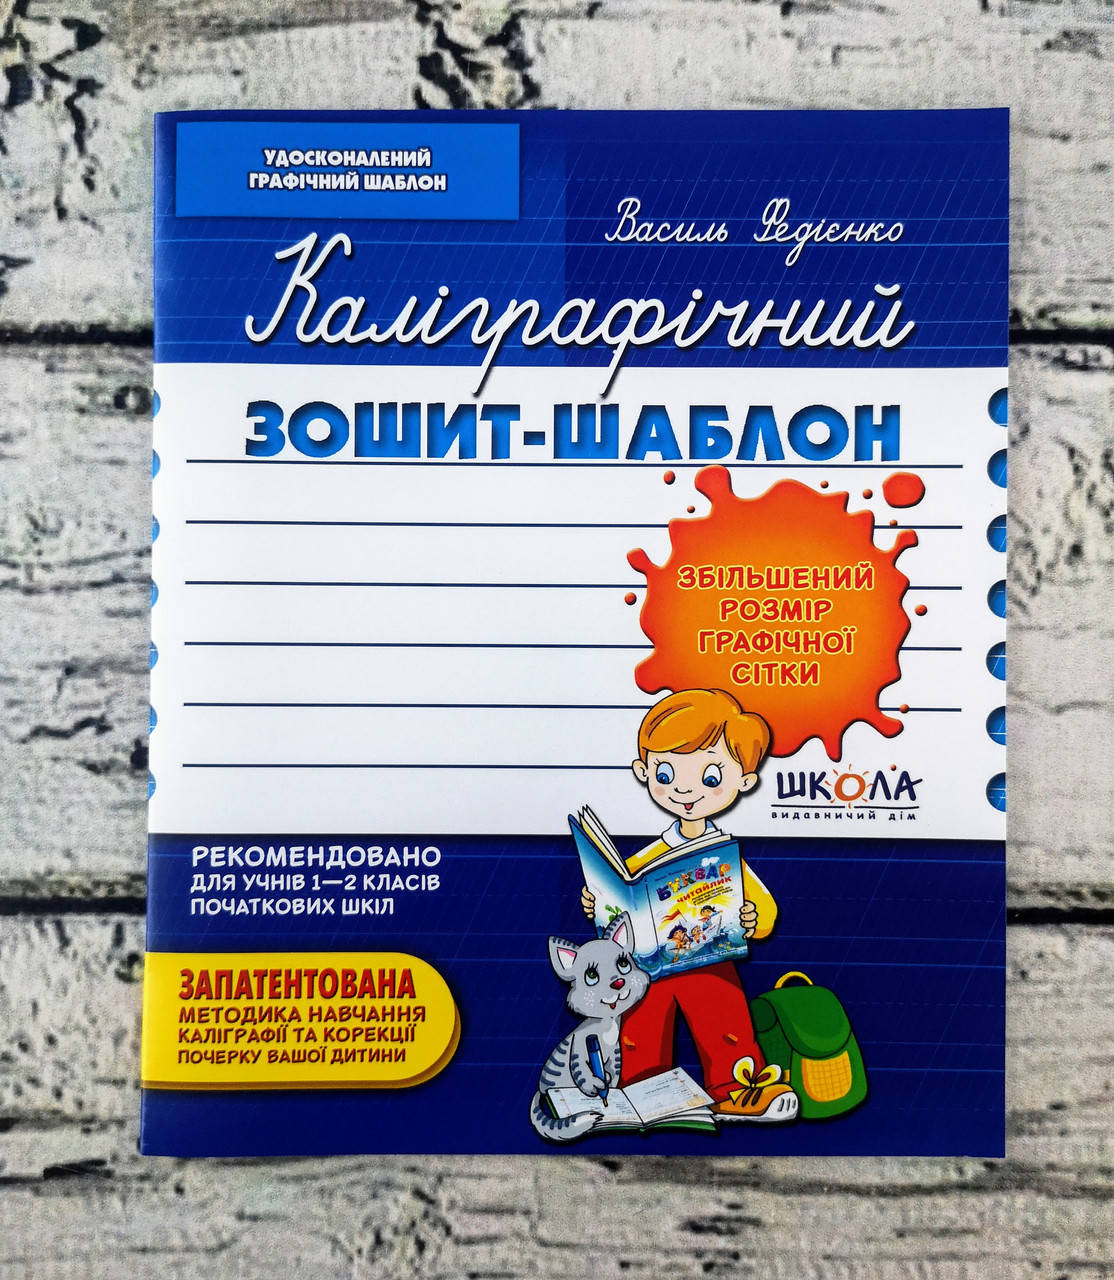 УДОСКОНАЛЕНИЙ
ГРАФІЧНИЙ ШАБЛОН
Василь Федієнко
Каліграфічний
ЗОШИТ-ШАБЛОН
ЗБІЛЬШЕНИЙ
РОЗМІР
ГРАФІЧНОЇ
СІТКИ
ШКОЛА
видавничий дім
БУКВАР
читайлик
РЕКОМЕНДОВАНО
ДЛЯ УЧНІВ 1—2 КЛАСІВ
ПОЧАТКОВИХ ШКІЛ
ЗАПАТЕНТОВАНА
МЕТОДИКА НАВЧАННЯ
КАЛІГРАФІЇ ТА КОРЕКЦІЇ
ПОЧЕРКУ ВАШОЇ ДИТИНИ